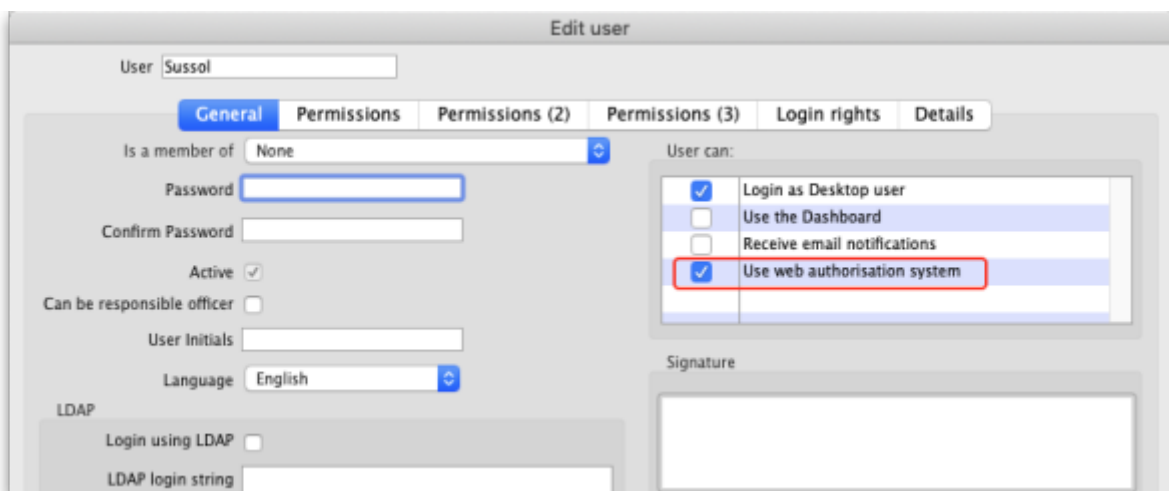 Edit user
User Sussol
General Permissions Permissions (2) Permissions (3) Login rights Details
Is a member of None
Password
Confirm Password
Active
Can be responsible officer
User Initials
Language English
LDAP
Login using LDAP
LDAP login string
User can:
Login as Desktop user
Use the Dashboard
Receive email notifications
Use web authorisation system
Signature